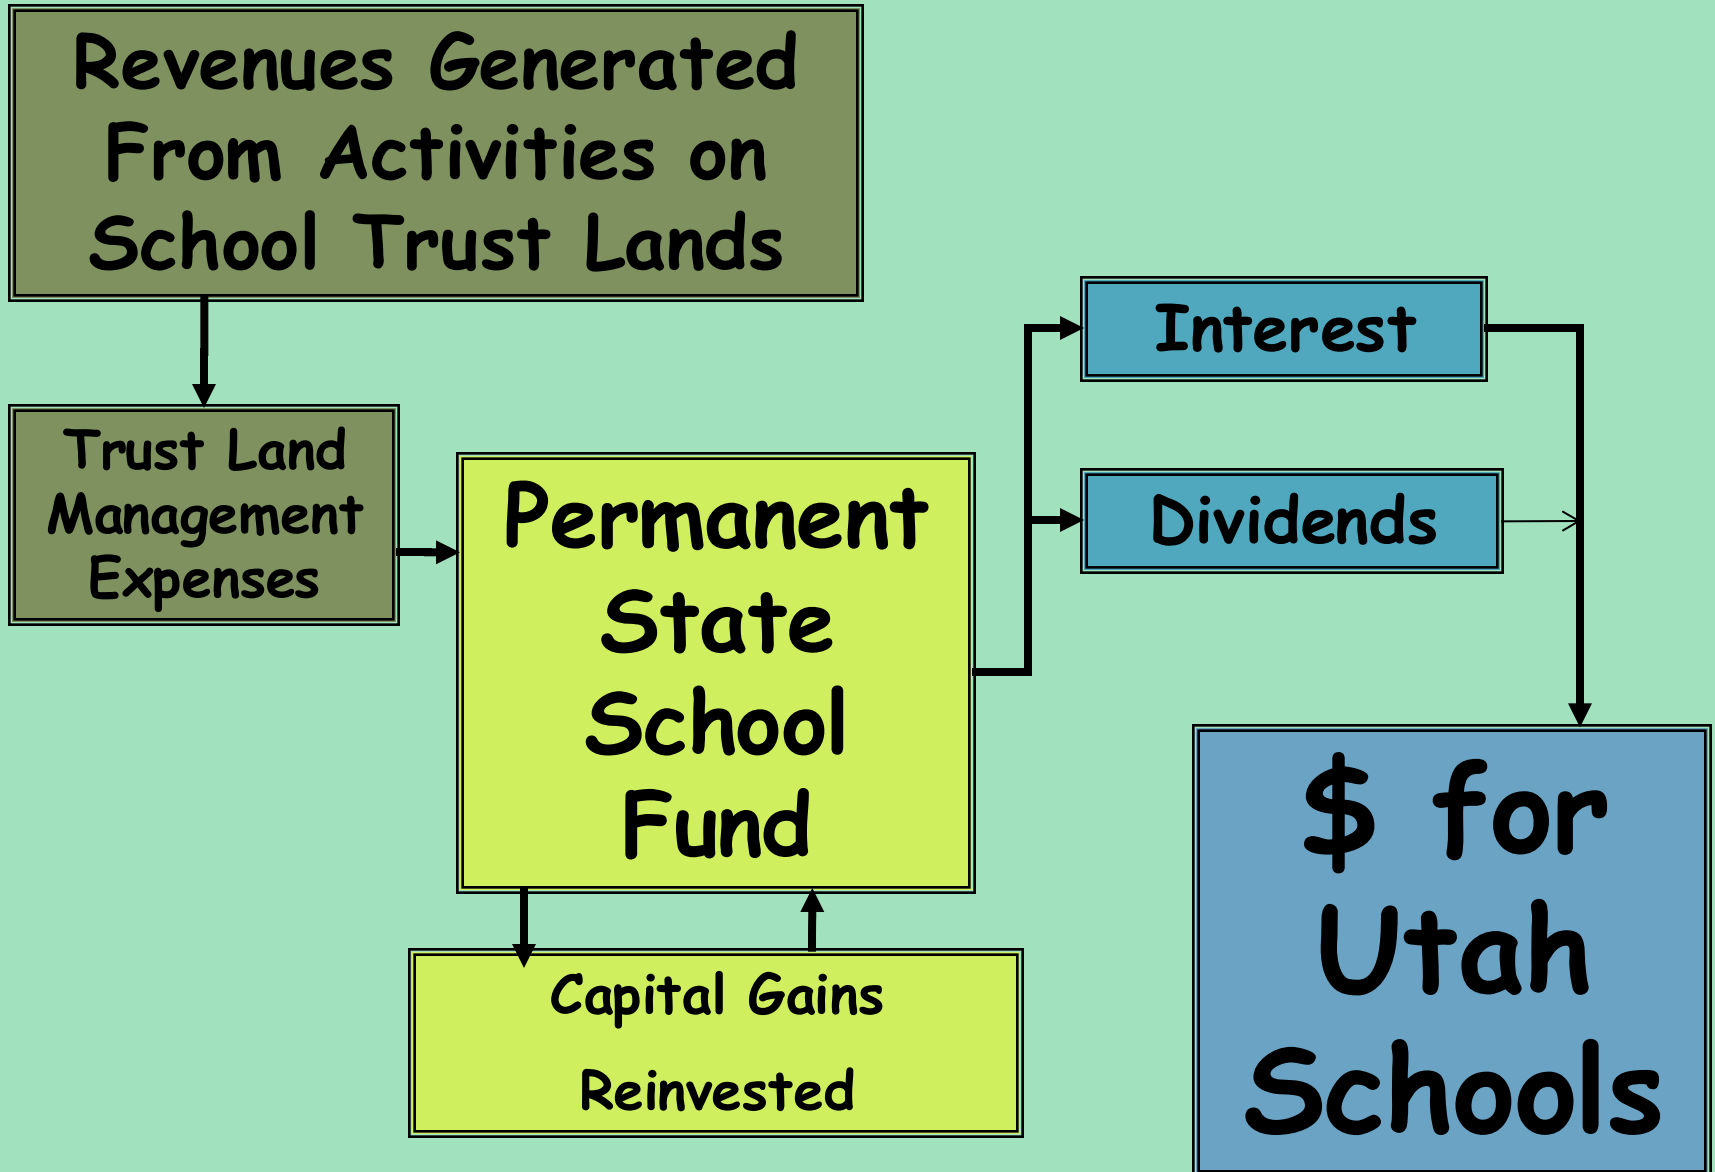 Revenues Generated
From Activities on
School Trust Lands
Trust Land
Management
Expenses
Permanent
State
School
Fund
Capital Gains
Reinvested
Interest
Dividends
$ for
Utah
Schools